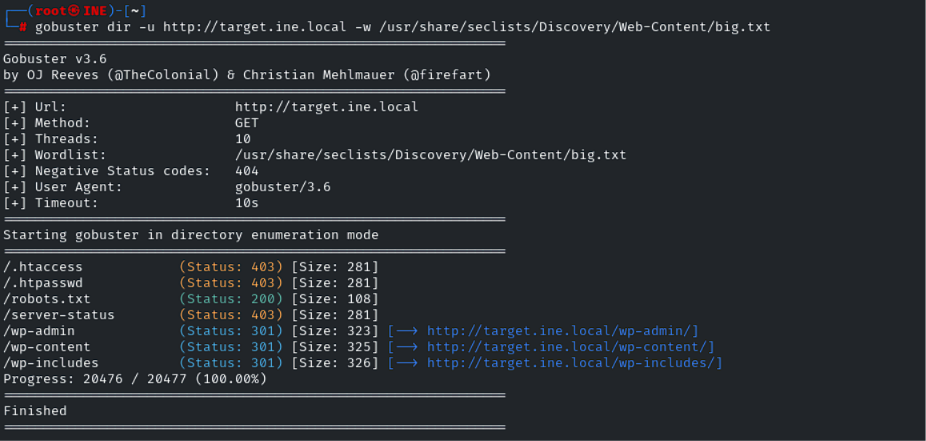 ┌──(root㉿INE)-[~]
└─# gobuster dir -u http://target.ine.local -w /usr/share/seclists/Discovery/Web-Content/big.txt
===============================================================
Gobuster v3.6
by OJ Reeves (@TheColonial) & Christian Mehlmauer (@firefart)
===============================================================
[+] Url:                     http://target.ine.local
[+] Method:                  GET
[+] Threads:                 10
[+] Wordlist:                /usr/share/seclists/Discovery/Web-Content/big.txt
[+] Negative Status codes:   404
[+] User Agent:              gobuster/3.6
[+] Timeout:                 10s
===============================================================
Starting gobuster in directory enumeration mode
===============================================================
/.htaccess            (Status: 403) [Size: 281]
/.htpasswd            (Status: 403) [Size: 281]
/robots.txt           (Status: 200) [Size: 108]
/server-status        (Status: 403) [Size: 281]
/wp-admin             (Status: 301) [Size: 323] [--> http://target.ine.local/wp-admin/]
/wp-content           (Status: 301) [Size: 325] [--> http://target.ine.local/wp-content/]
/wp-includes          (Status: 301) [Size: 326] [--> http://target.ine.local/wp-includes/]
Progress: 20476 / 20477 (100.00%)
===============================================================
Finished
===============================================================